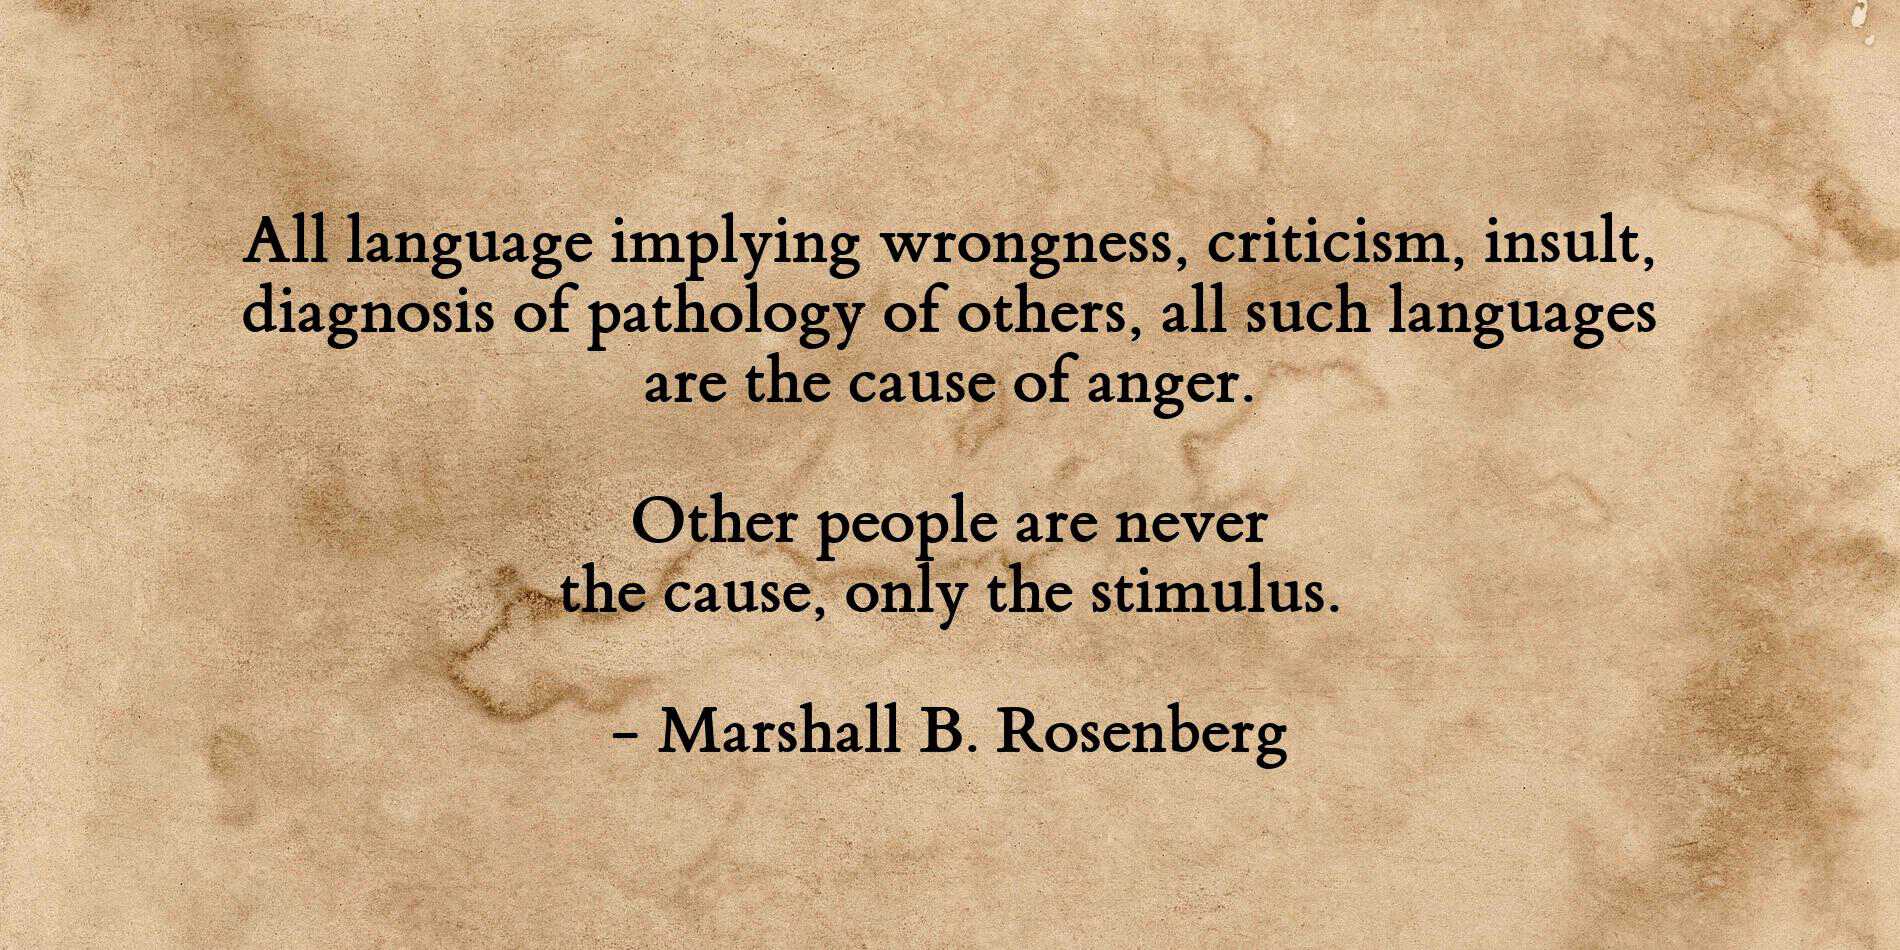 All language implying wrongness, criticism, insult,
diagnosis of pathology of others, all such languages
are the cause of anger.
Other people are never
the cause, only the stimulus.
– Marshall B. Rosenberg